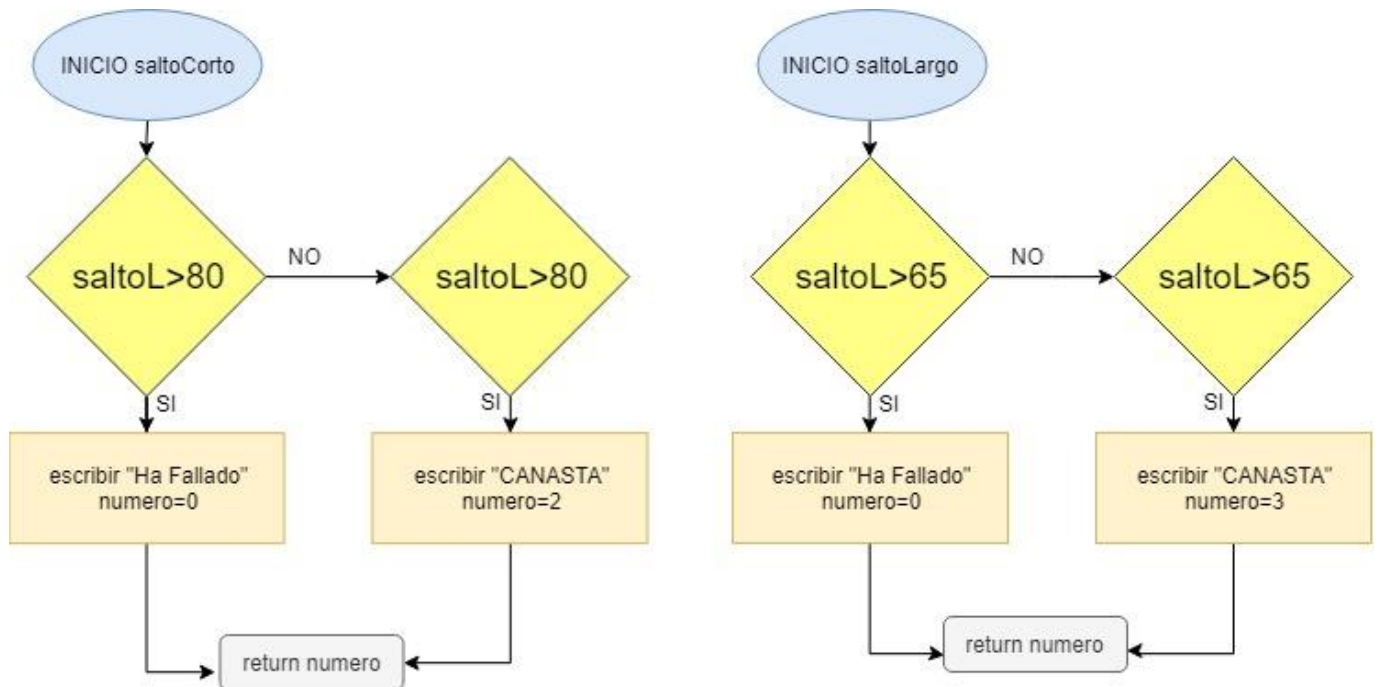 INICIO saltoCorto
saltoL>80
NO
saltoL>80
SI
SI
escribir "Ha Fallado"
numero=0
escribir "CANASTA"
numero=2
return numero
INICIO saltoLargo
saltoL>65
NO
saltoL>65
SI
SI
escribir "Ha Fallado"
numero=0
escribir "CANASTA"
numero=3
return numero